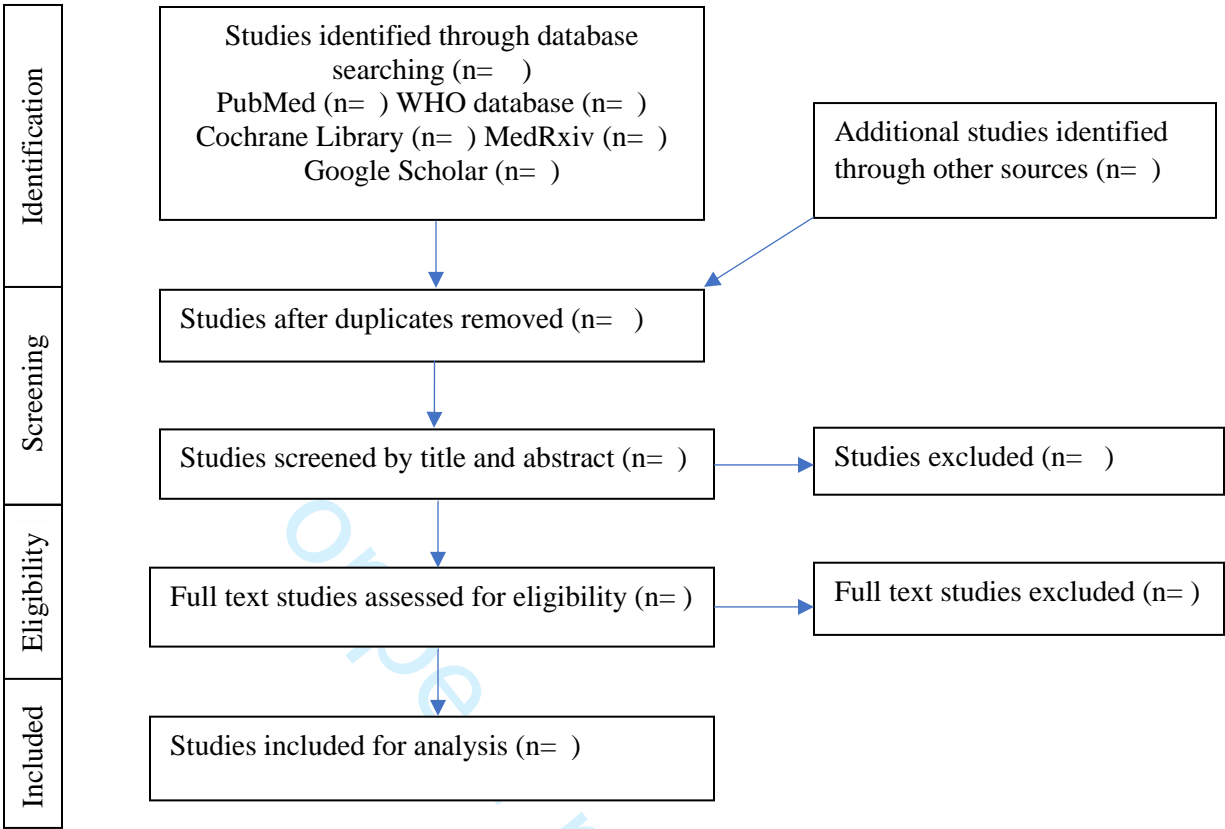 Identification
Studies identified through database
searching (n=   )
PubMed (n=  ) WHO database (n=  )
Cochrane Library (n=  ) MedRxiv (n=  )
Google Scholar (n=  )
Additional studies identified
through other sources (n=  )
Screening
Studies after duplicates removed (n=   )
Studies screened by title and abstract (n=  )
Studies excluded (n=   )
Eligibility
Full text studies assessed for eligibility (n= )
Full text studies excluded (n= )
Included
Studies included for analysis (n=  )